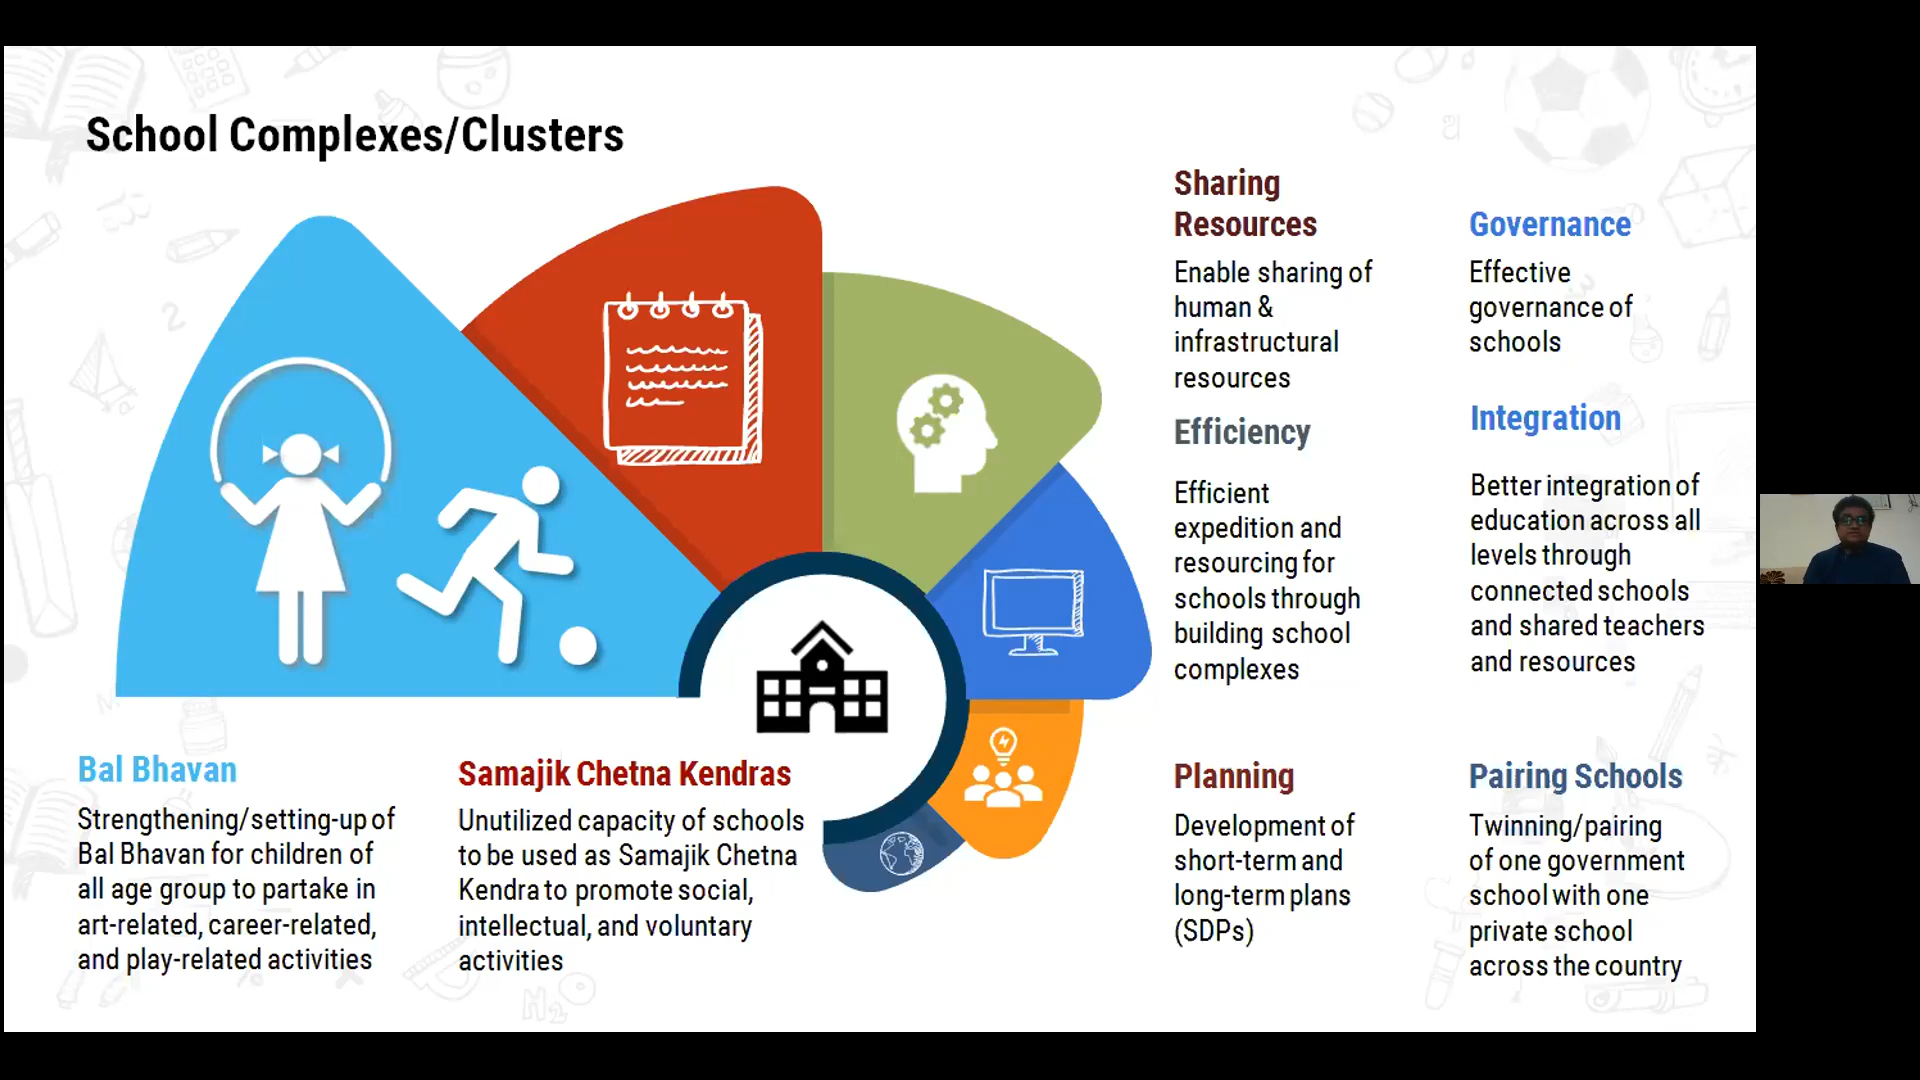 School Complexes/Clusters
Sharing
Resources
Enable sharing of
human &
infrastructural
resources
Governance
Effective
governance of
schools
Efficiency
Efficient
expedition and
resourcing for
schools through
building school
complexes
Integration
Better integration of
education across all
levels through
connected schools
and shared teachers
and resources
Bal Bhavan
Strengthening/setting-up of
Bal Bhavan for children of
all age group to partake in
art-related, career-related,
and play-related activities
Samajik Chetna Kendras
Unutilized capacity of schools
to be used as Samajik Chetna
Kendra to promote social,
intellectual, and voluntary
activities
Planning
Development of
short-term and
long-term plans
(SDPs)
Pairing Schools
Twinning/pairing
of one government
school with one
private school
across the country
2
3
H₂O